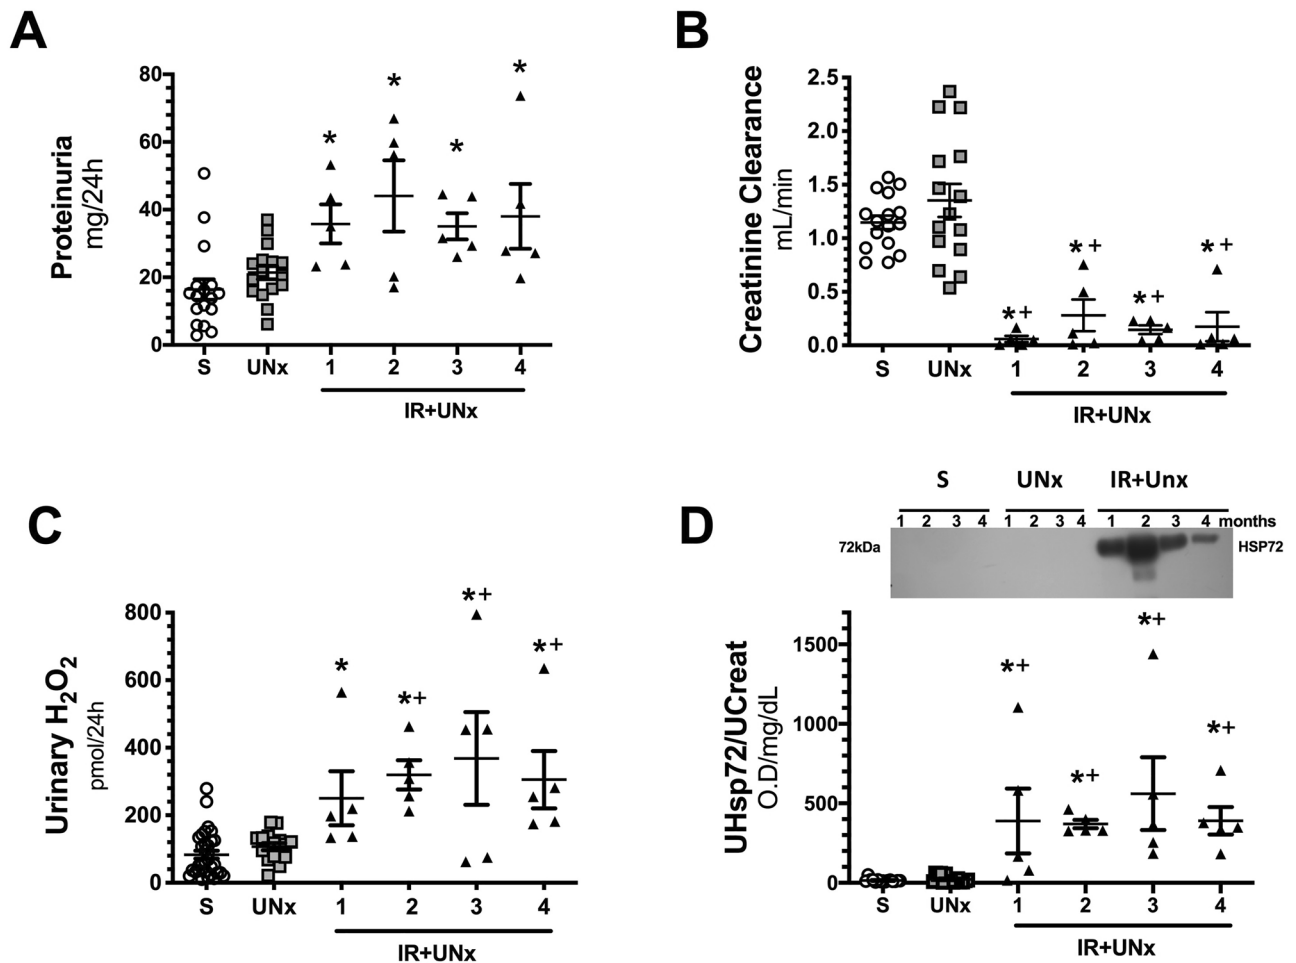 A
Proteinuria
mg/24h
80
60
40
20
0
*
*
*
*
S
UNx
1
2
3
4
IR+UNx
B
Creatinine Clearance
mL/min
2.5
2.0
1.5
1.0
0.5
0.0
*+
*+
*+
*+
S
UNx
1
2
3
4
IR+UNx
C
Urinary H2O2
pmol/24h
800
600
400
200
0
*
*+
*+
*+
S
UNx
1
2
3
4
IR+UNx
D
S UNx IR+Unx
1 2 3 4 1 2 3 4 1 2 3 4 months
72kDa
HSP72
UHsp72/UCreat
O.D/mg/dL
1500
1000
500
0
*+
*+
*+
*+
S
UNx
1
2
3
4
IR+UNx